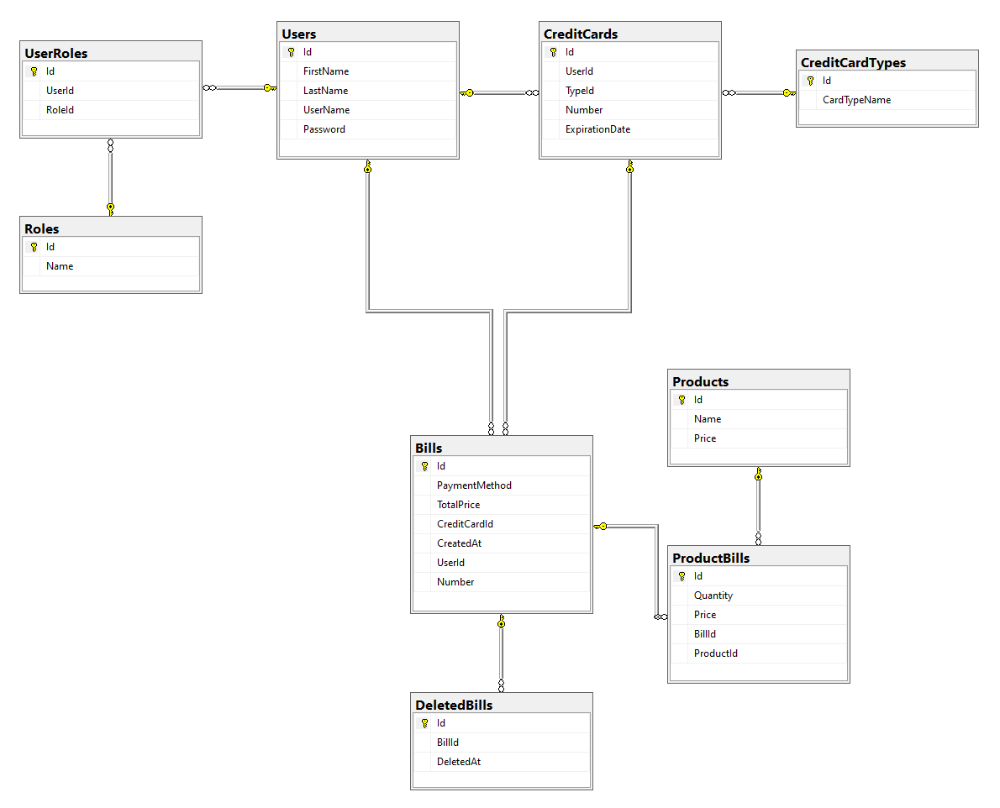 UserRoles
Id
UserId
RoleId
Users
Id
FirstName
LastName
UserName
Password
CreditCards
Id
UserId
TypeId
Number
ExpirationDate
CreditCardTypes
Id
CardTypeName
Roles
Id
Name
Products
Id
Name
Price
Bills
Id
PaymentMethod
TotalPrice
CreditCardId
CreatedAt
UserId
Number
ProductBills
Id
Quantity
Price
BillId
ProductId
DeletedBills
Id
BillId
DeletedAt